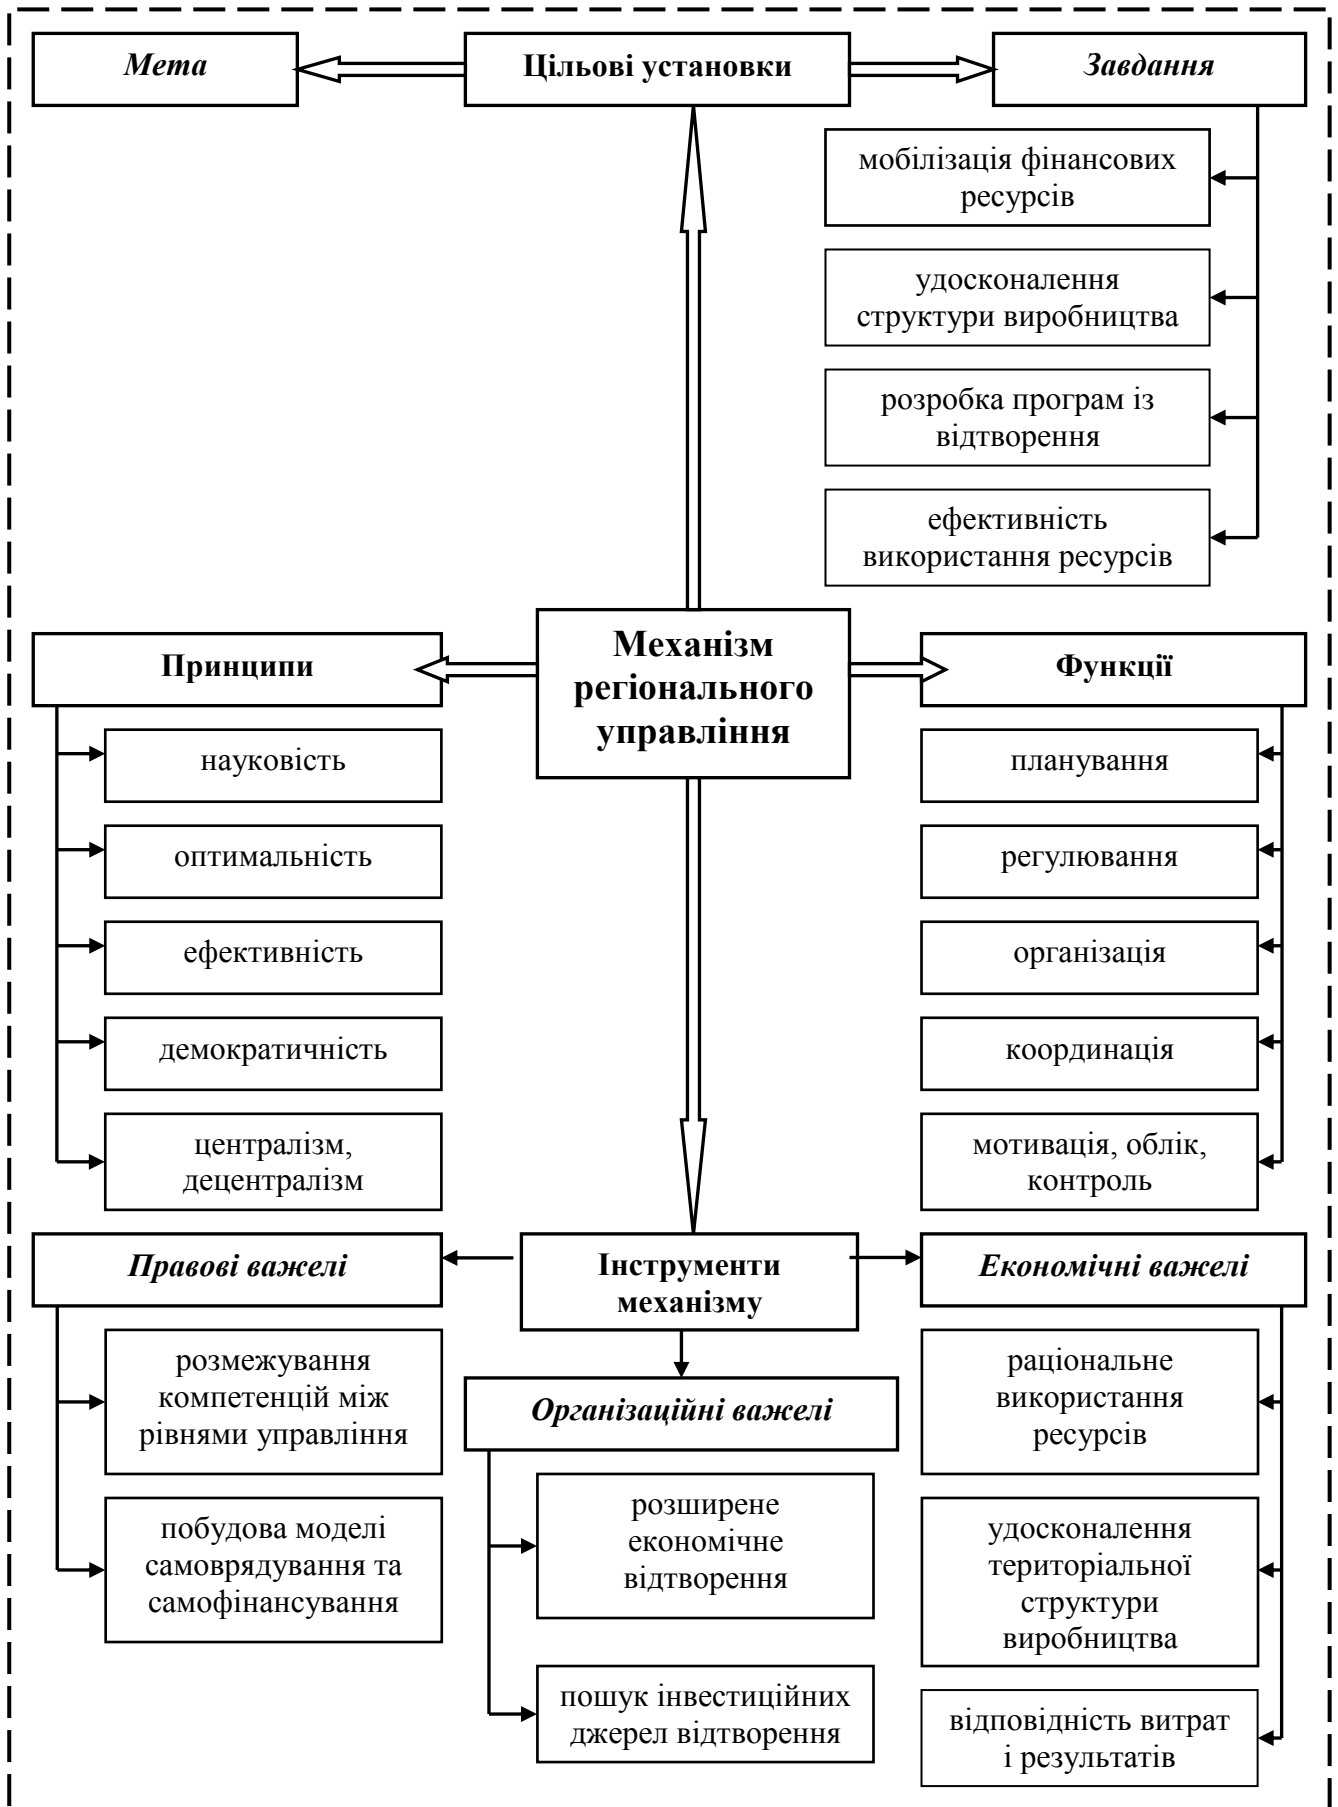 Мета
Цільові установки
Завдання
мобілізація фінансових
ресурсів
удосконалення
структури виробництва
розробка програм із
відтворення
ефективність
використання ресурсів
Механізм
регіонального
управління
Принципи
науковість
оптимальність
ефективність
демократичність
централізм,
децентралізм
Функції
планування
регулювання
організація
координація
мотивація, облік,
контроль
Інструменти
механізму
Правові важелі
розмежування
компетенцій між
рівнями управління
побудова моделі
самоврядування та
самофінансування
Організаційні важелі
розширене
економічне
відтворення
пошук інвестиційних
джерел відтворення
Економічні важелі
раціональне
використання
ресурсів
удосконалення
територіальної
структури
виробництва
відповідність витрат
і результатів